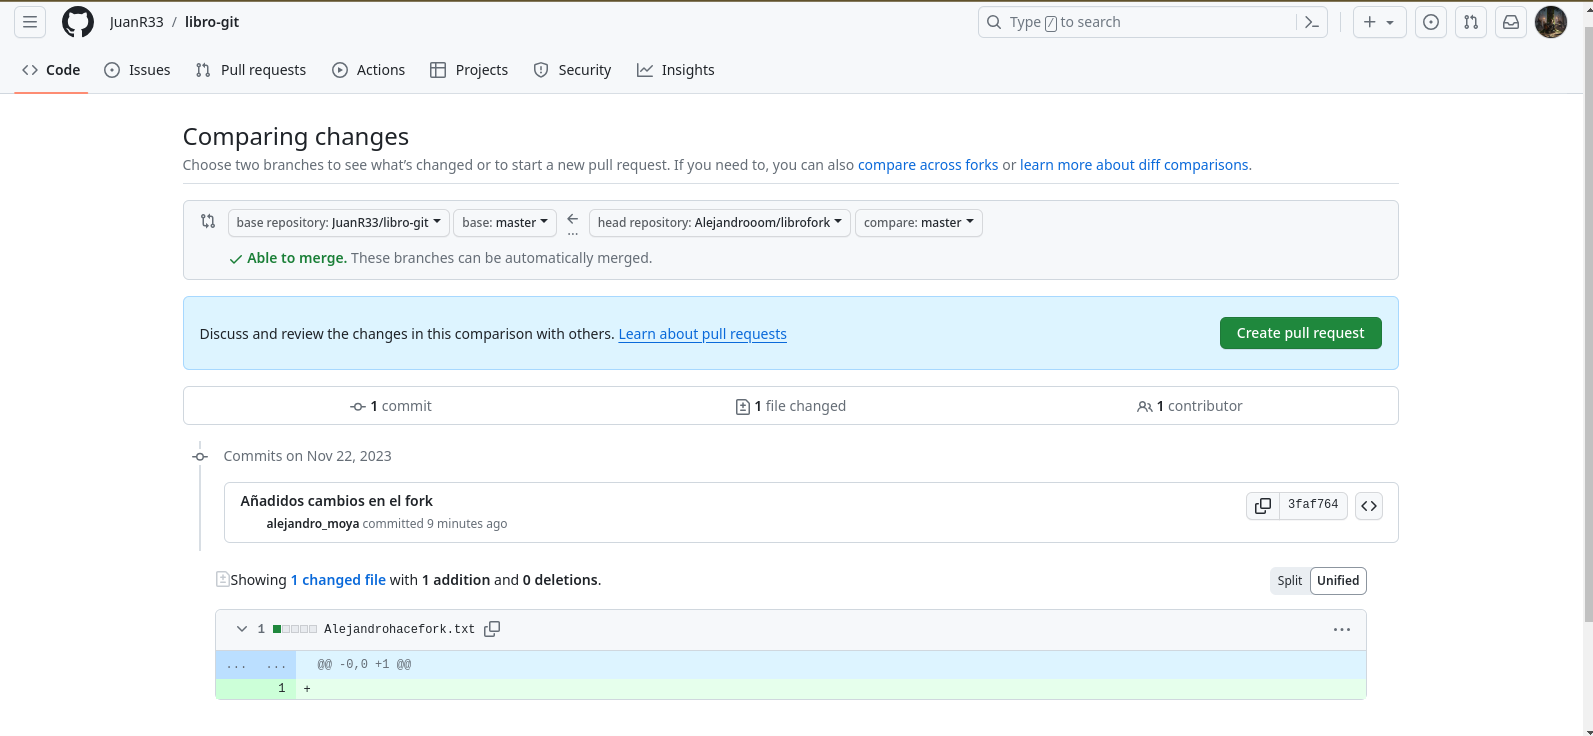 JuanR33 / libro-git
Type / to search
Code Issues Pull requests Actions Projects Security Insights
Comparing changes
Choose two branches to see what's changed or to start a new pull request. If you need to, you can also compare across forks or learn more about diff comparisons.
base repository: JuanR33/libro-git base: master ← head repository: Alejandrooom/librofork compare: master
...
Able to merge. These branches can be automatically merged.
Discuss and review the changes in this comparison with others. Learn about pull requests Create pull request
1 commit 1 file changed 1 contributor
Commits on Nov 22, 2023
Añadidos cambios en el fork
3faf764
alejandro_moya committed 9 minutes ago
Showing 1 changed file with 1 addition and 0 deletions. Split Unified
1 Alejandrohacefork.txt ...
... ... @@ -0,0 +1 @@
1 +